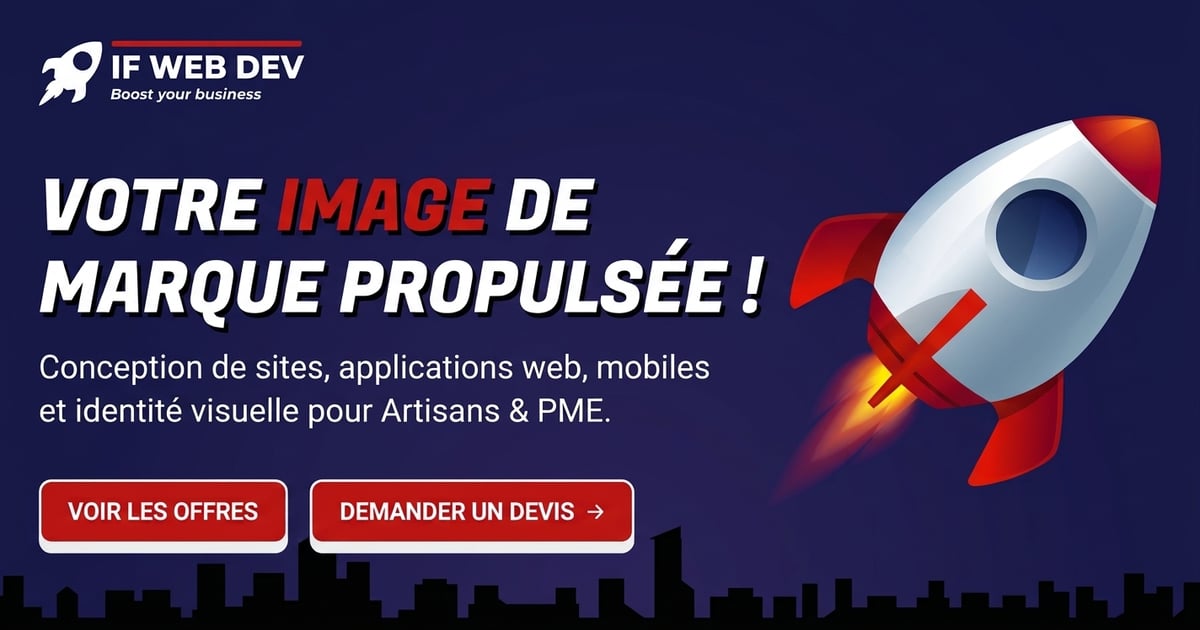 IF WEB DEV
Boost your business
VOTRE IMAGE DE
MARQUE PROPULSÉE !
Conception de sites, applications web, mobiles
et identité visuelle pour Artisans & PME.
VOIR LES OFFRES
DEMANDER UN DEVIS →